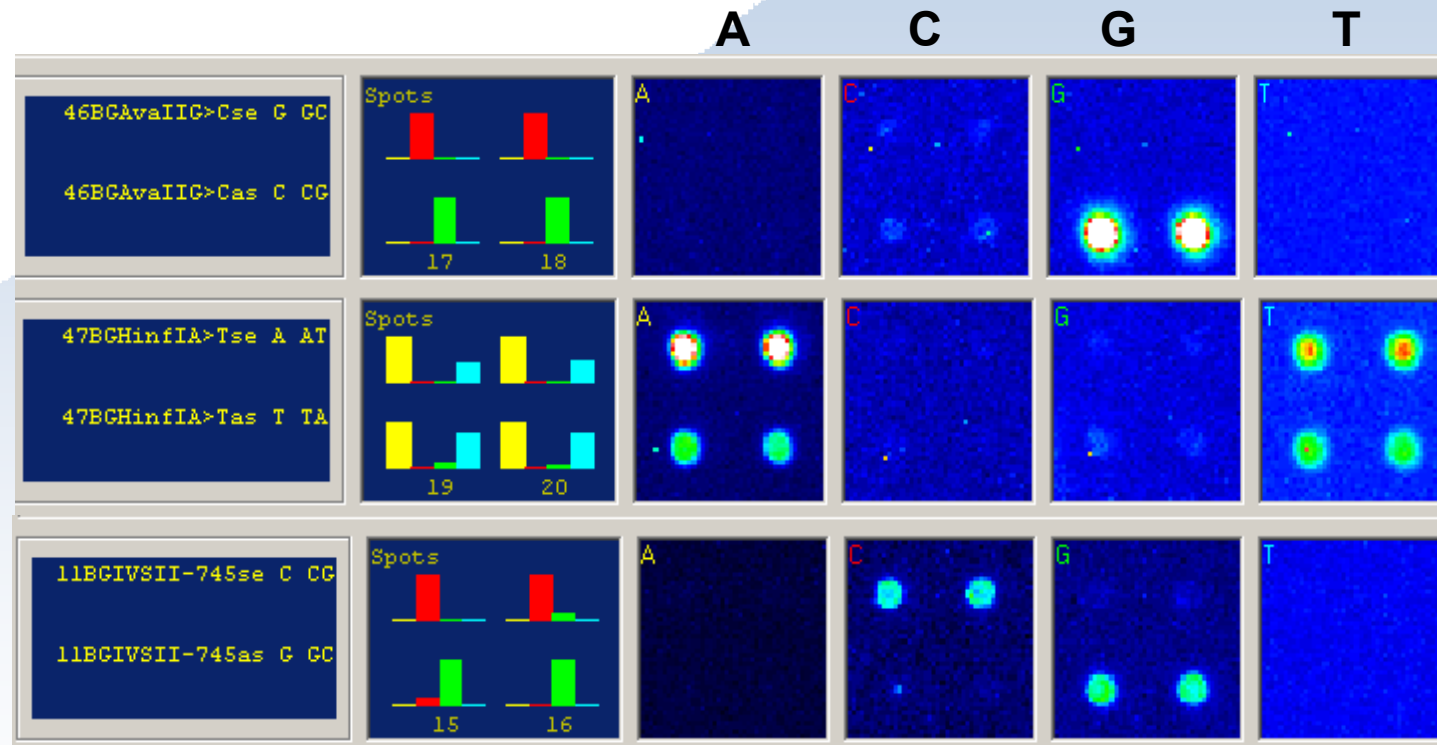 A C G T
46BGAvaIIG>Cse G GC
46BGAvaIIG>Cas C CG
Spots
17 18
A
C
G
T
47BGHinfIA>Tse A AT
47BGHinfIA>Tas T TA
Spots
19 20
A
C
G
T
11BGIVSII-745se C CG
11BGIVSII-745as G GC
Spots
15 16
A
C
G
T